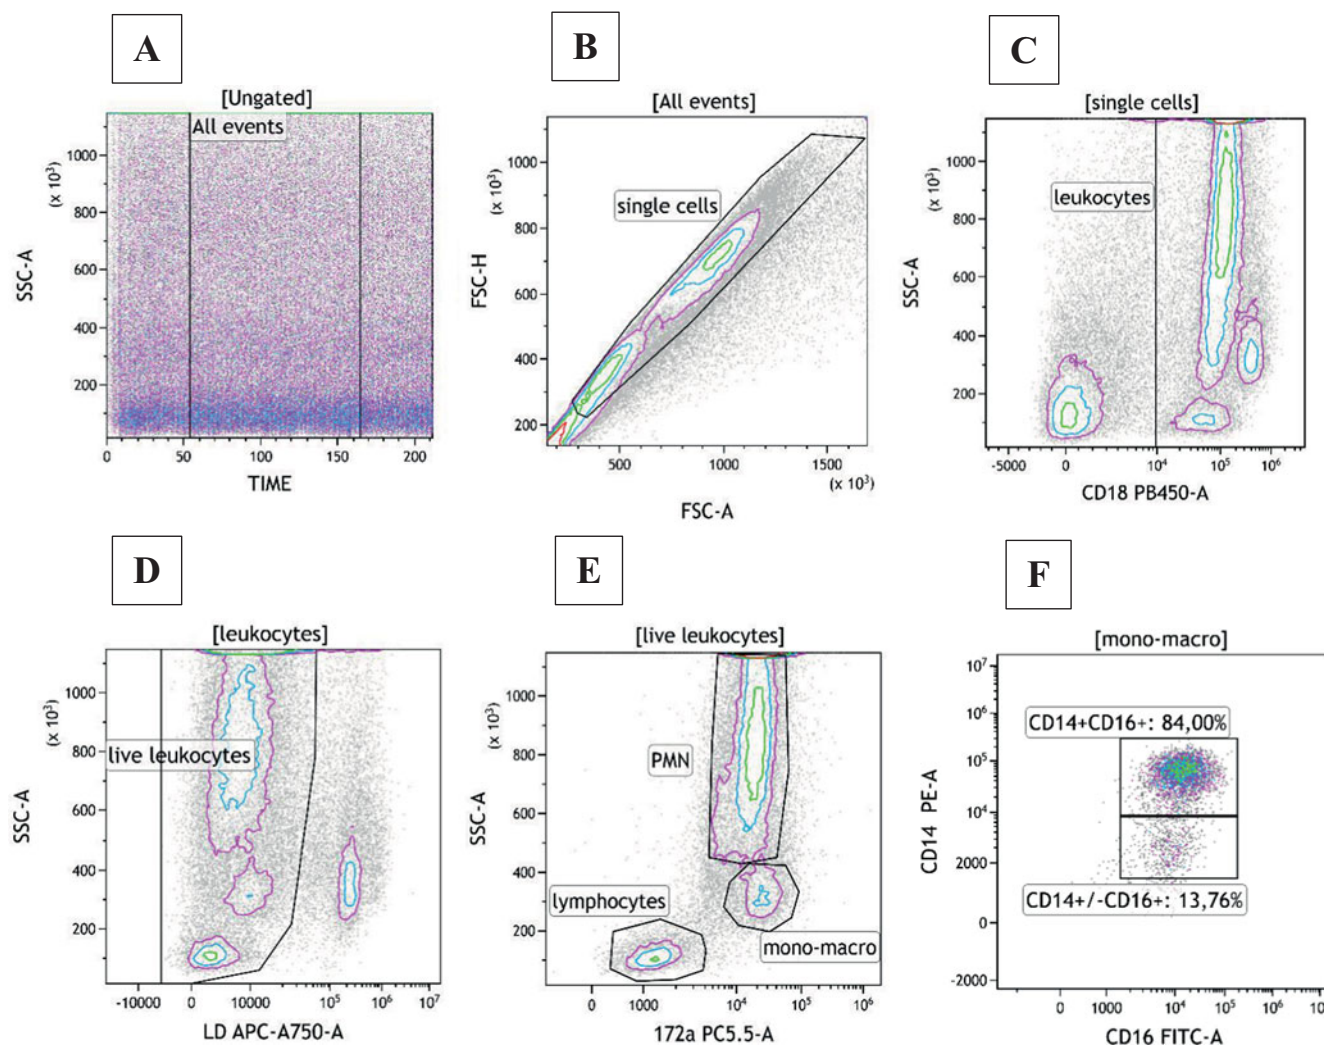 A
[Ungated]
All events
1000
800
600
400
200
(x 10³)
SSC-A
0
50
100
150
200
TIME
B
[All events]
single cells
1000
800
600
400
200
(x 10³)
FSC-H
500
1000
1500
(x 10³)
FSC-A
C
[single cells]
leukocytes
1000
800
600
400
200
(x 10³)
SSC-A
-5000
0
10⁴
10⁵
10⁶
CD18 PB450-A
D
[leukocytes]
live leukocytes
1000
800
600
400
200
(x 10³)
SSC-A
-10000
0
10000
10⁵
10⁶
10⁷
LD APC-A750-A
E
[live leukocytes]
PMN
lymphocytes
mono-macro
1000
800
600
400
200
(x 10³)
SSC-A
0
1000
10⁴
10⁵
10⁶
172a PC5.5-A
F
[mono-macro]
CD14+CD16+: 84,00%
CD14+/-CD16+: 13,76%
10⁷
10⁶
10⁵
10⁴
2000
0
-2000
CD14 PE-A
0
1000
10⁴
10⁵
10⁶
10⁷
CD16 FITC-A